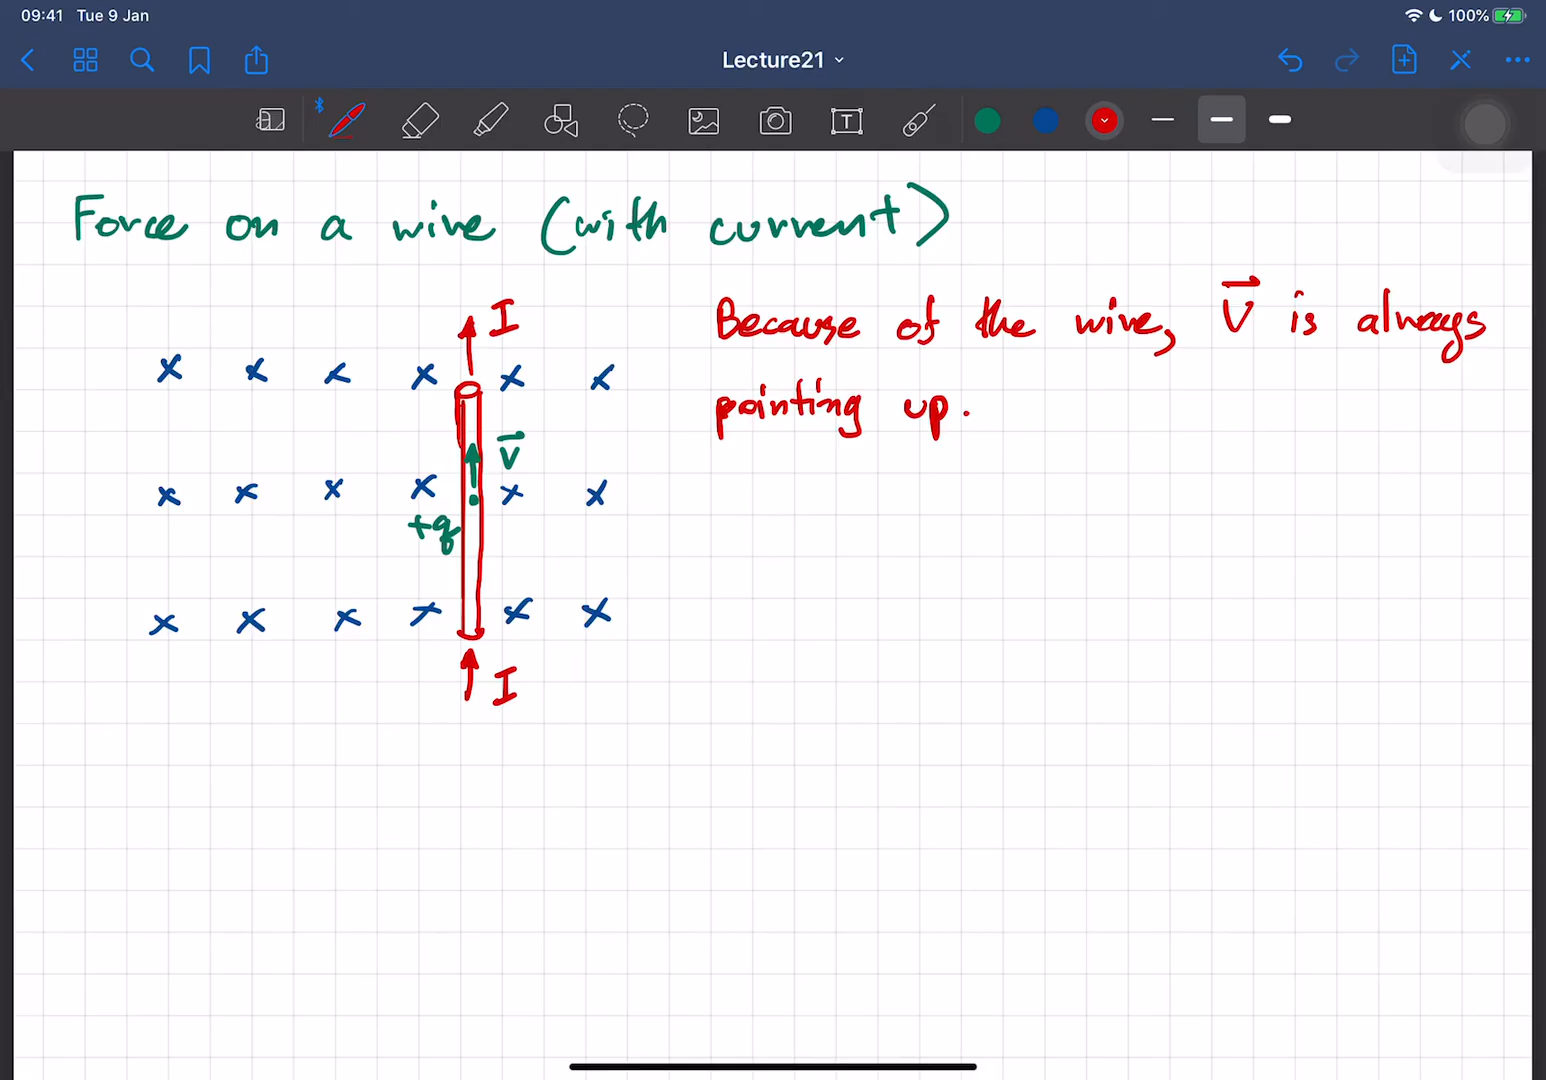 09:41 Tue 9 Jan
100%
Lecture21
T
Force on a wire (with current)
I
Because of the wire, V is always
pointing up.
x x x x x x
V
x x x x x x
+q
x x x x x x
I